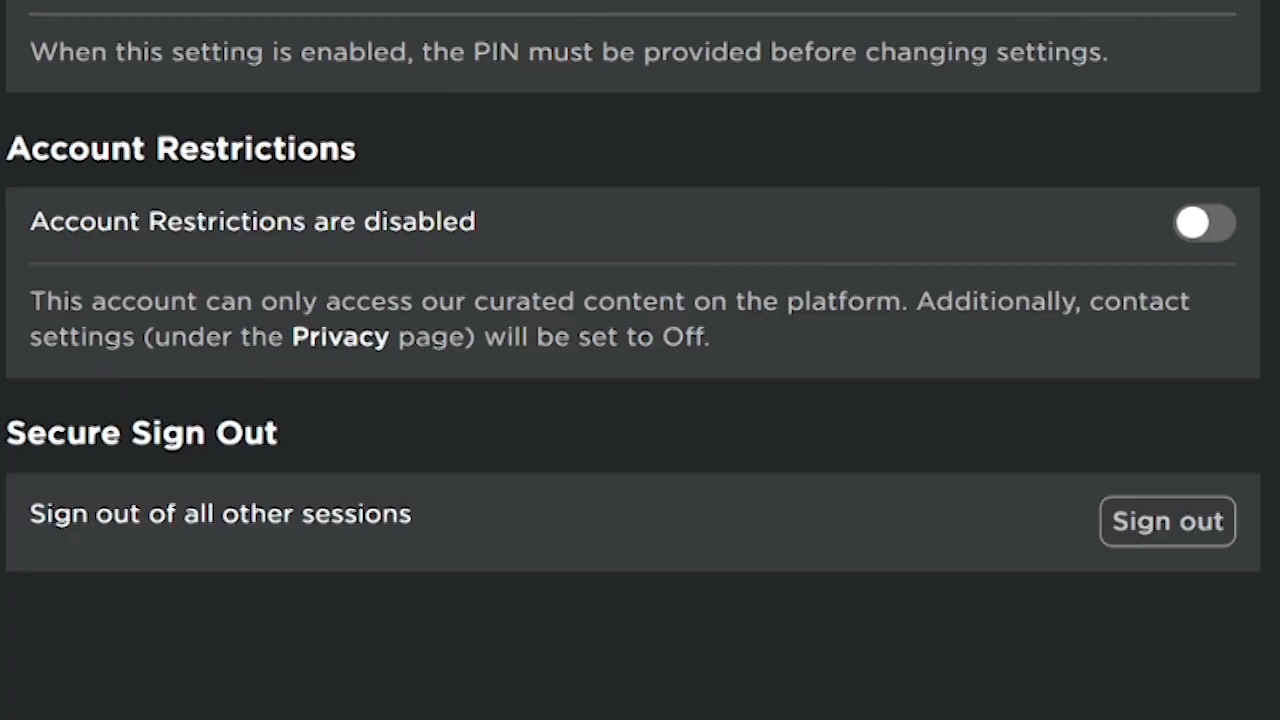 When this setting is enabled, the PIN must be provided before changing settings.
Account Restrictions
Account Restrictions are disabled
This account can only access our curated content on the platform. Additionally, contact
settings (under the Privacy page) will be set to Off.
Secure Sign Out
Sign out of all other sessions
Sign out